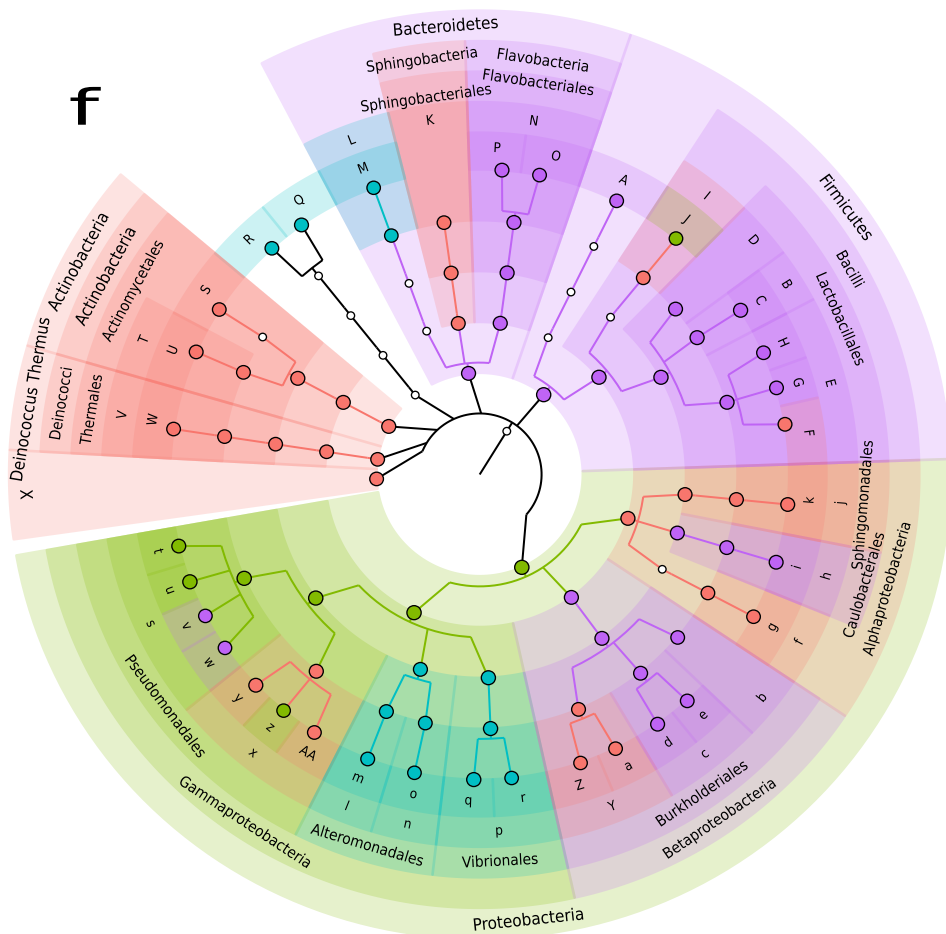 f
Bacteroidetes
Sphingobacteria
Flavobacteria
Sphingobacteriales
Flavobacteriales
L
M
K
N
P
O
A
I
J
Firmicutes
D
B
C
Bacilli
Lactobacillales
H
G
E
F
R
Q
Actinobacteria
Actinobacteria
Actinomycetales
S
T
U
Deinococcus Thermus
Deinococci
Thermales
V
W
X
k
j
Sphingomonadales
i
h
Caulobacterales
Alphaproteobacteria
g
f
b
e
d
c
Burkholderiales
Betaproteobacteria
Z
a
Y
t
u
v
w
s
Pseudomonadales
y
z
AA
x
Gammaproteobacteria
m
l
o
n
Alteromonadales
q
r
p
Vibrionales
Proteobacteria